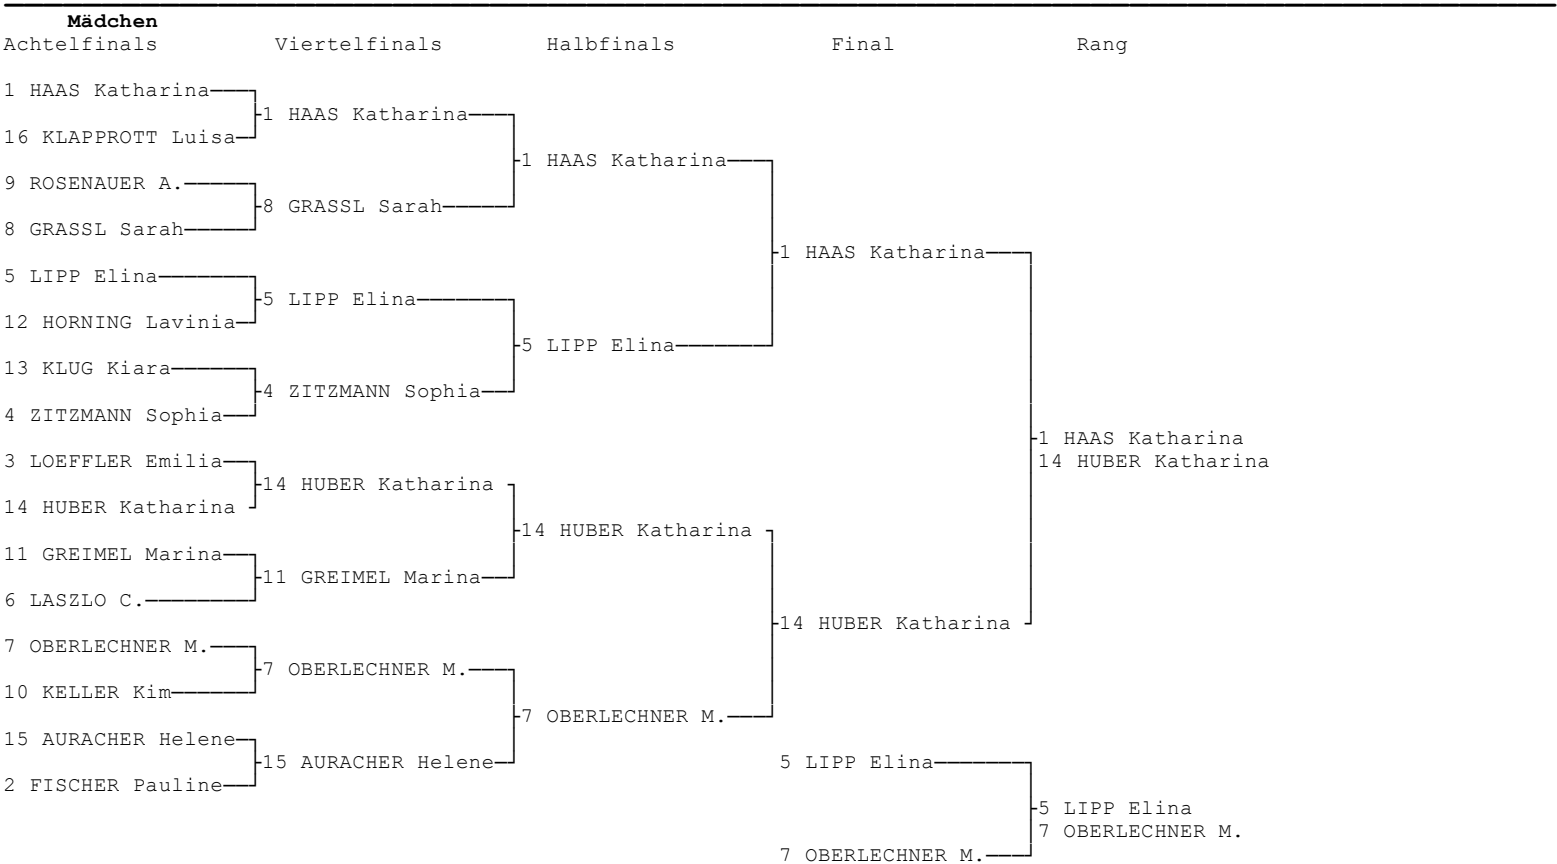 Mädchen
Achtelfinals Viertelfinals Halbfinals Final Rang
1 HAAS Katharina
1 HAAS Katharina
16 KLAPPROTT Luisa
1 HAAS Katharina
9 ROSENAUER A.
8 GRASSL Sarah
8 GRASSL Sarah
1 HAAS Katharina
5 LIPP Elina
5 LIPP Elina
12 HORNING Lavinia
5 LIPP Elina
13 KLUG Kiara
4 ZITZMANN Sophia
4 ZITZMANN Sophia
1 HAAS Katharina
3 LOEFFLER Emilia 14 HUBER Katharina
14 HUBER Katharina
14 HUBER Katharina
14 HUBER Katharina
11 GREIMEL Marina
11 GREIMEL Marina
6 LASZLO C.
14 HUBER Katharina
7 OBERLECHNER M.
7 OBERLECHNER M.
10 KELLER Kim
7 OBERLECHNER M.
15 AURACHER Helene
15 AURACHER Helene 5 LIPP Elina
2 FISCHER Pauline
5 LIPP Elina
7 OBERLECHNER M.
7 OBERLECHNER M.